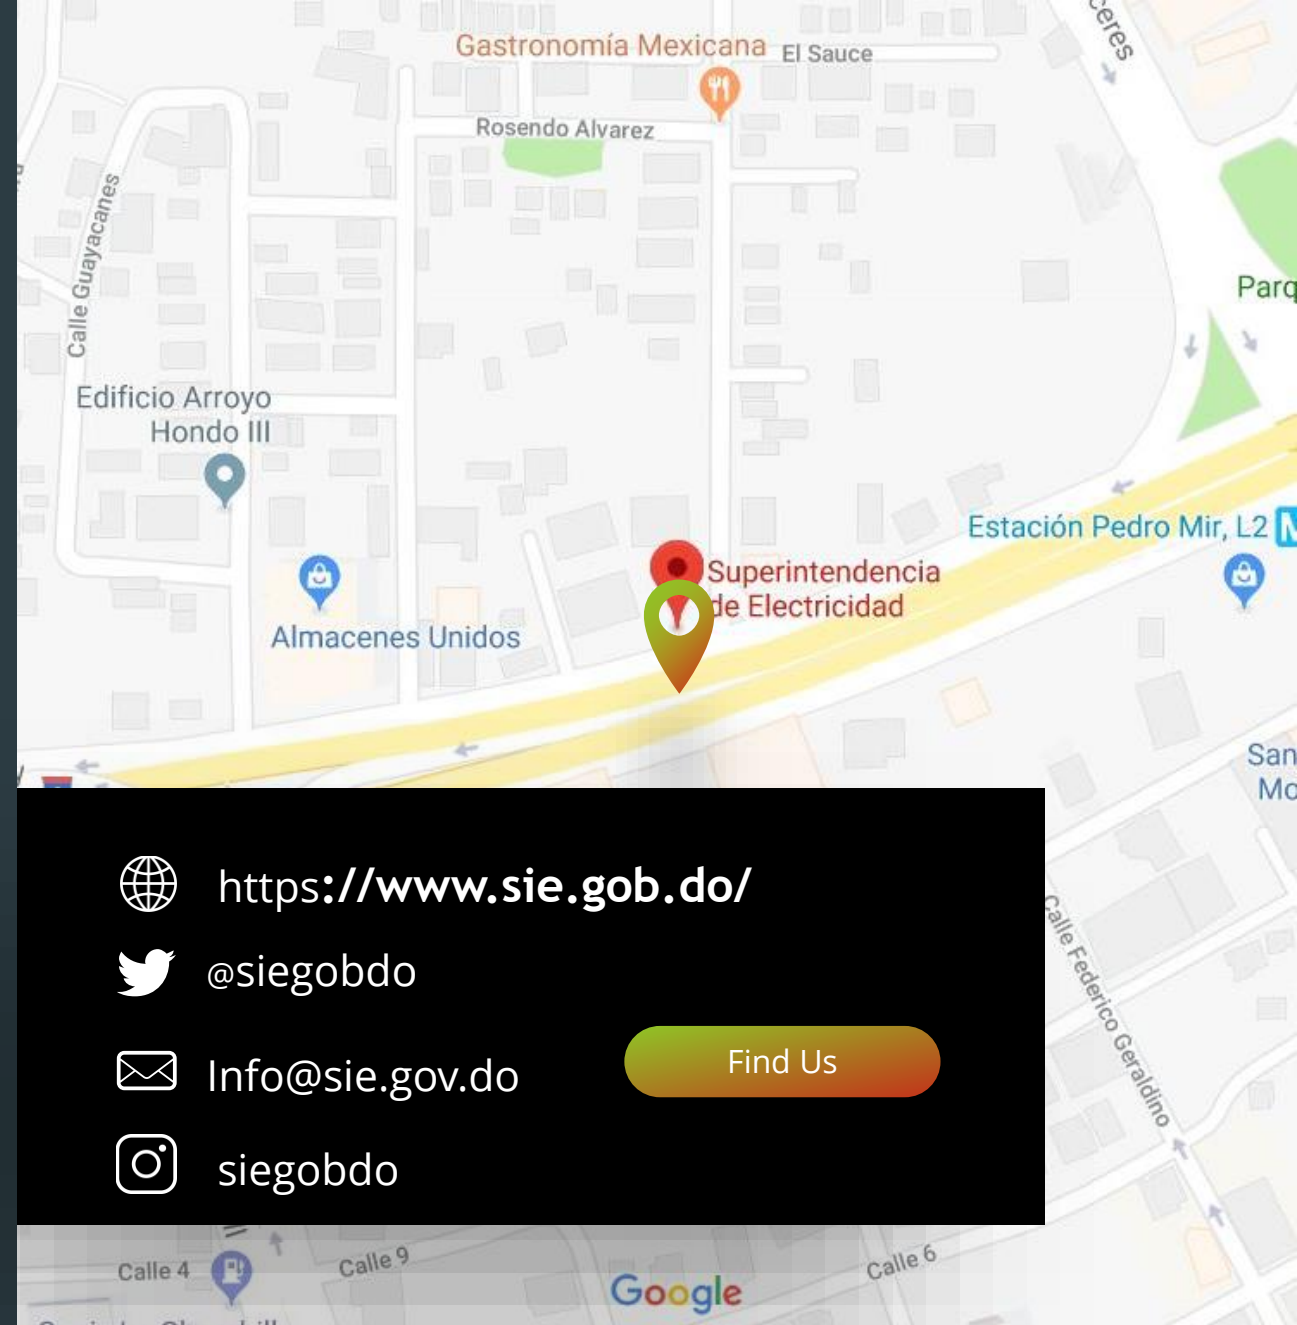 ceres
Gastronomía Mexicana
El Sauce
Rosendo Alvarez
Calle Guayacanes
Parq
Edificio Arroyo
Hondo III
Estación Pedro Mir, L2
Superintendencia
de Electricidad
Almacenes Unidos
San
Mo
https://www.sie.gob.do/
@siegobdo
Info@sie.gov.do
Find Us
siegobdo
Calle Federico Geraldino
Calle 4
Calle 9
Calle 6
Google